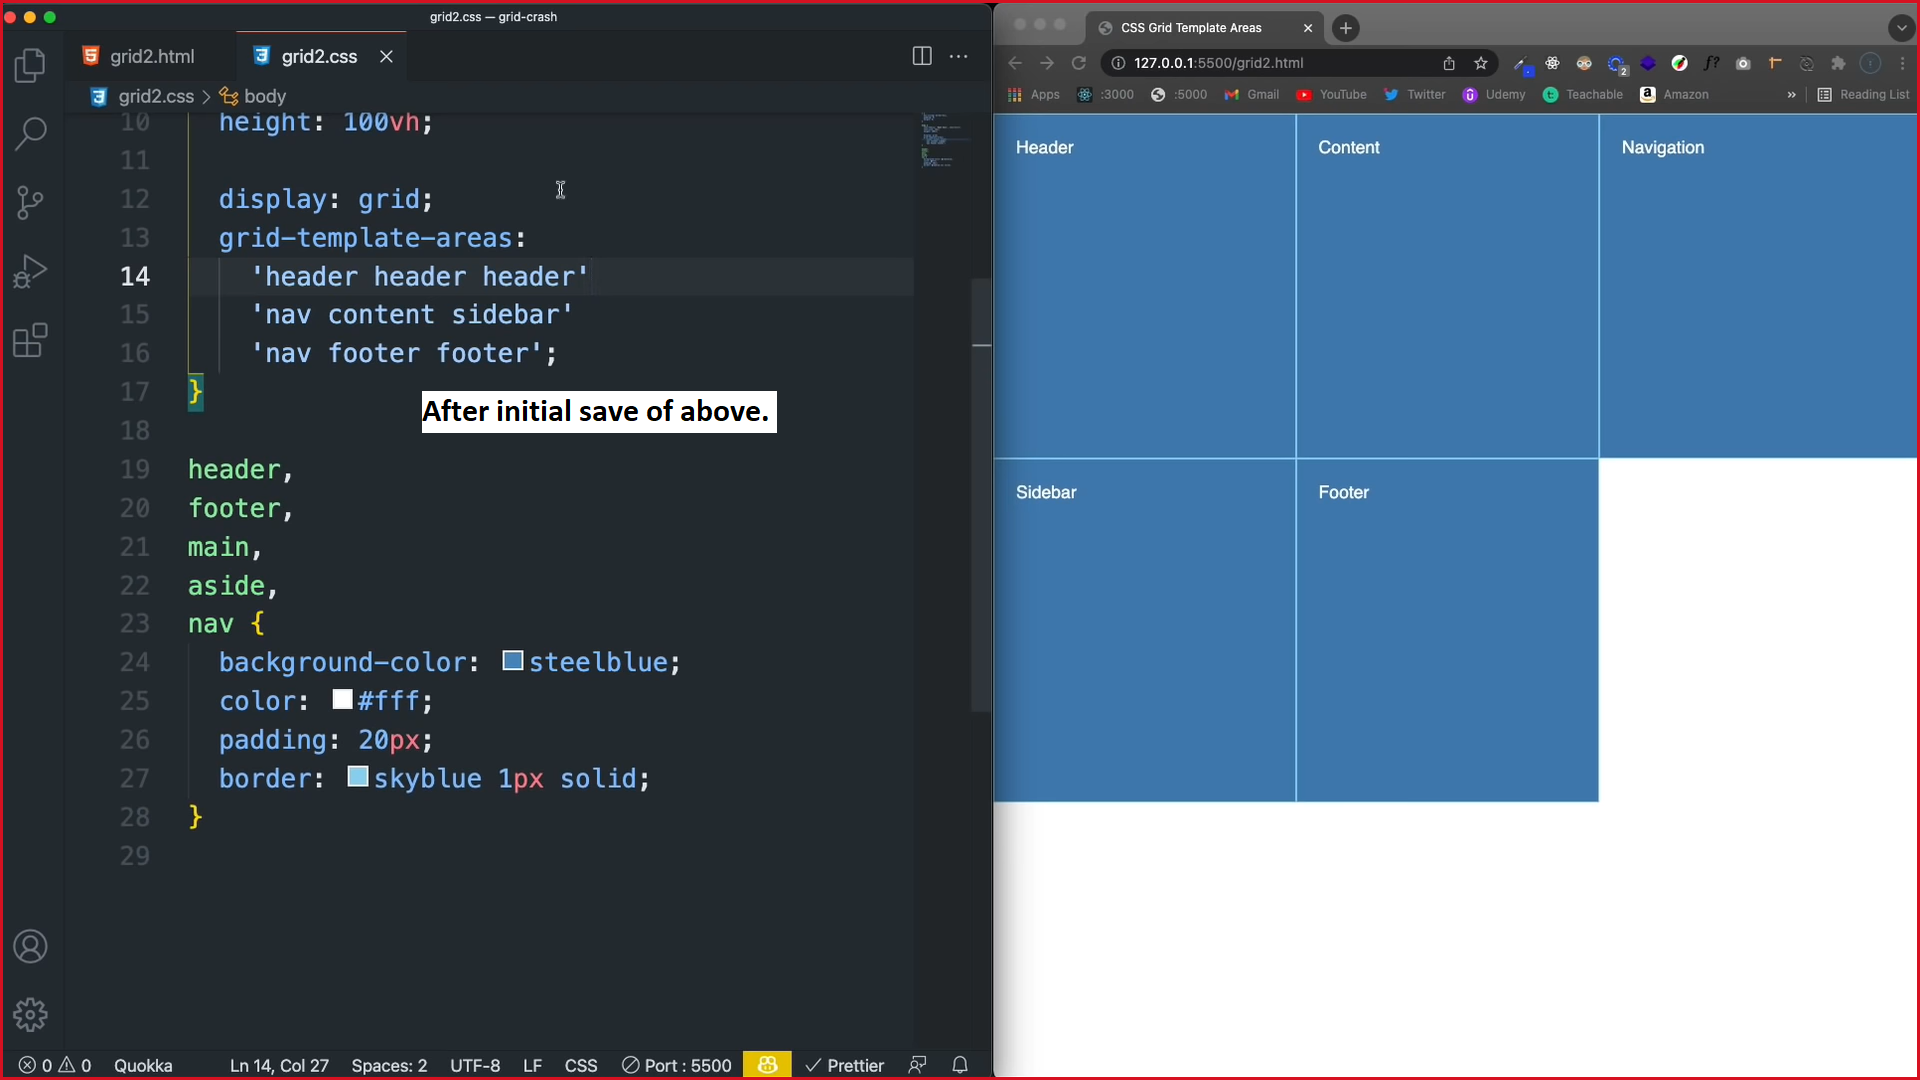 grid2.css — grid-crash
grid2.html
grid2.css
grid2.css > body
10 height: 100vh;
11
12 display: grid;
13 grid-template-areas:
14 'header header header'
15 'nav content sidebar'
16 'nav footer footer';
17 }
After initial save of above.
18
19 header,
20 footer,
21 main,
22 aside,
23 nav {
24 background-color: steelblue;
25 color: #fff;
26 padding: 20px;
27 border: skyblue 1px solid;
28 }
29
0 0 Quokka Ln 14, Col 27 Spaces: 2 UTF-8 LF CSS Port : 5500 Prettier
CSS Grid Template Areas
127.0.0.1:5500/grid2.html
f?
2
Apps :3000 :5000 Gmail YouTube Twitter Udemy Teachable Amazon » Reading List
Header Content Navigation
Sidebar Footer